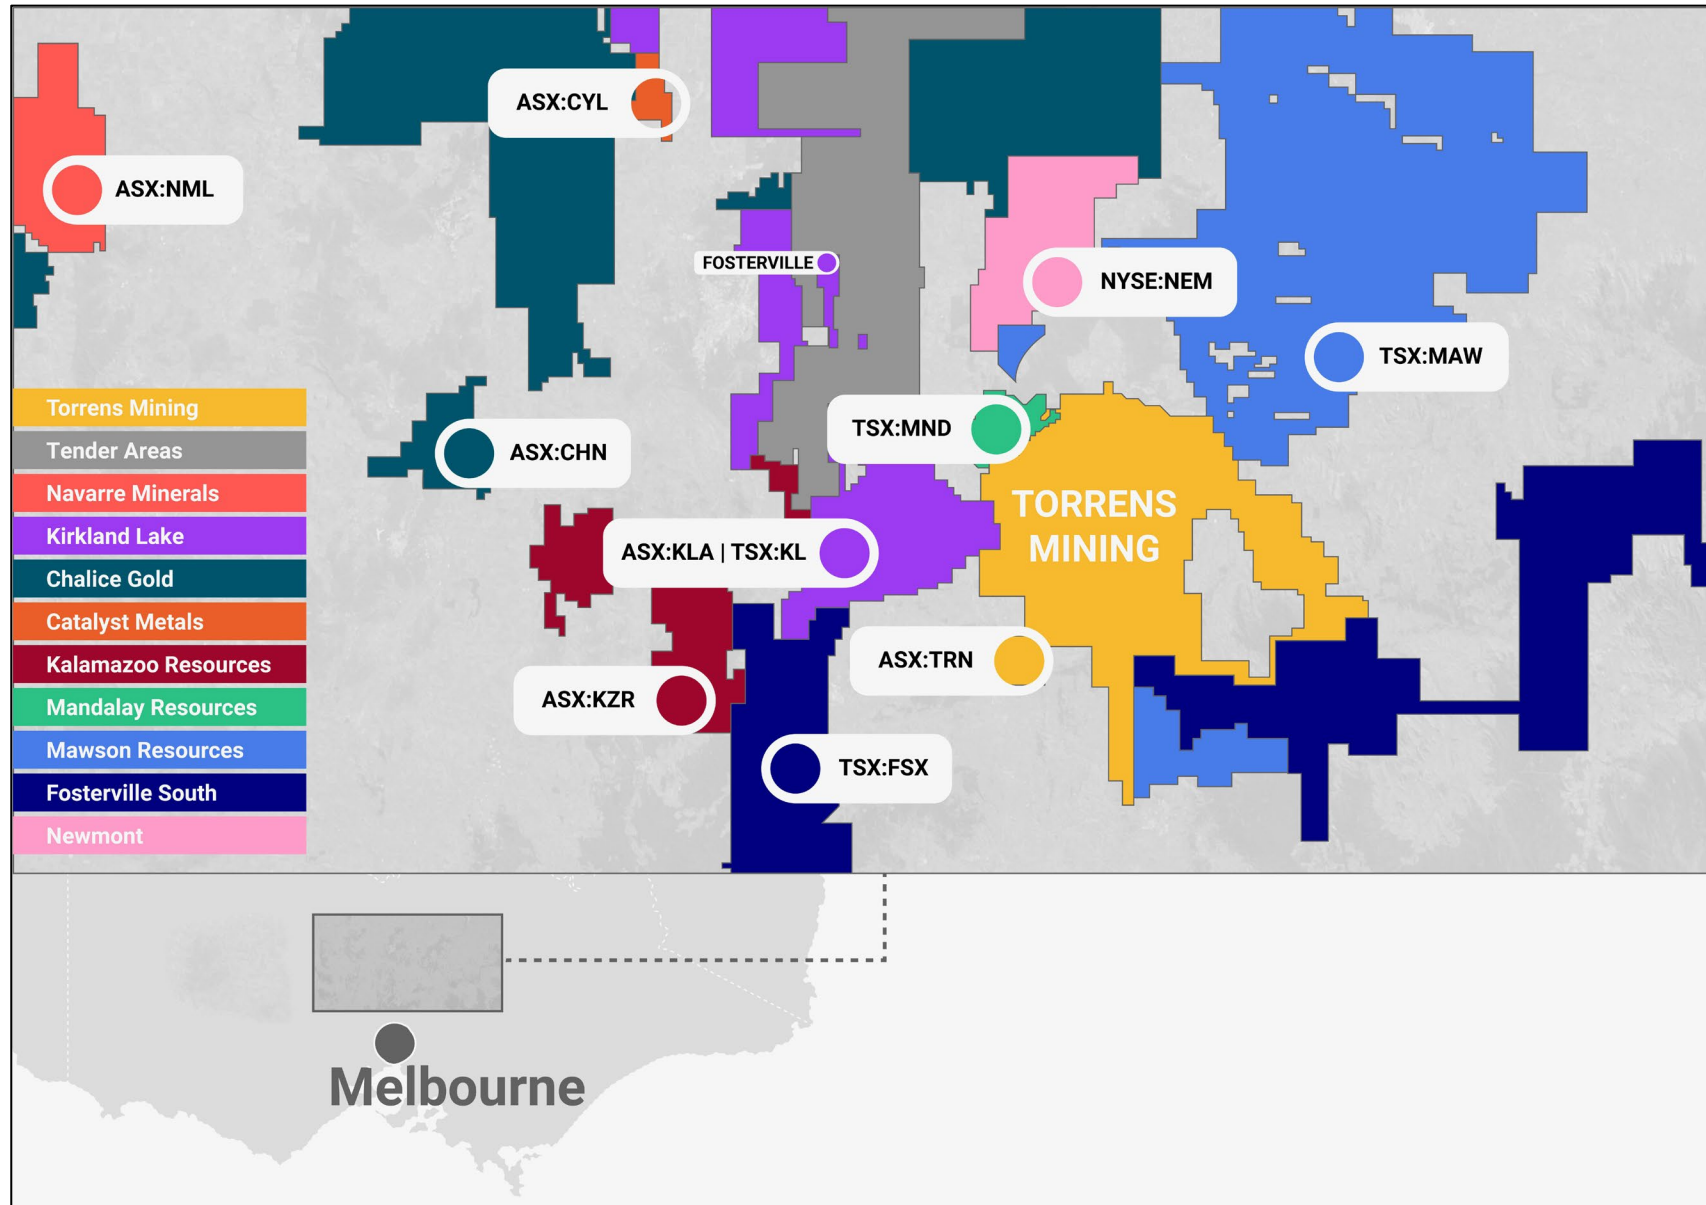 ASX:CYL
ASX:NML
FOSTERVILLE
NYSE:NEM
TSX:MAW
TSX:MND
ASX:CHN
TORRENS
MINING
ASX:KLA | TSX:KL
ASX:TRN
ASX:KZR
TSX:FSX
Torrens Mining
Tender Areas
Navarre Minerals
Kirkland Lake
Chalice Gold
Catalyst Metals
Kalamazoo Resources
Mandalay Resources
Mawson Resources
Fosterville South
Newmont
Melbourne